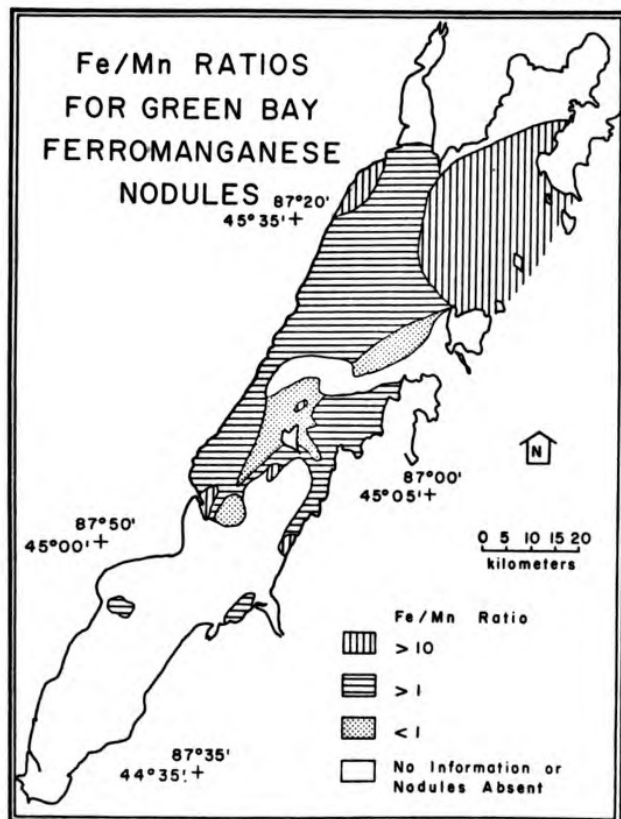 Fe/Mn RATIOS
FOR GREEN BAY
FERROMANGANESE
NODULES
87°20'
45°35'+
87°00'
45°05'+
87°50'
45°00'+
N
0 5 10 15 20
kilometers
Fe/Mn Ratio
>10
>1
<1
No Information or
Nodules Absent
87°35'
44°35'+